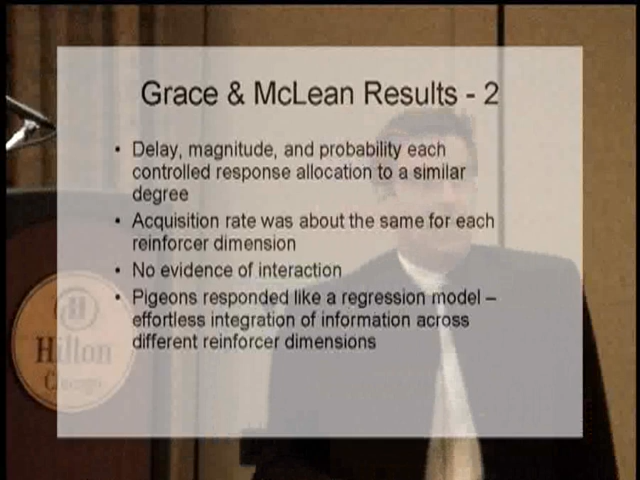 Grace & McLean Results - 2
• Delay, magnitude, and probability each
controlled response allocation to a similar
degree
• Acquisition rate was about the same for each
reinforcer dimension
• No evidence of interaction
• Pigeons responded like a regression model –
effortless integration of information across
different reinforcer dimensions
H
Hilton
Chicago